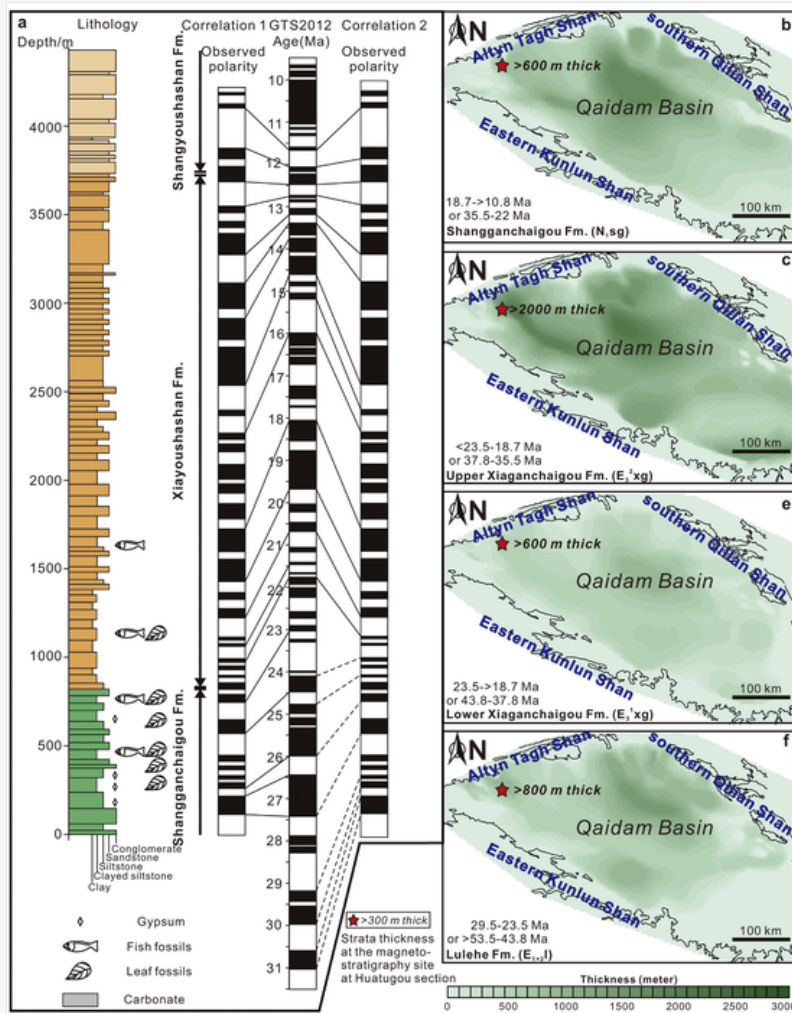 a
Lithology
Depth/m
4000
3500
3000
2500
2000
1500
1000
500
0
Conglomerate
Sandstone
Siltstone
Clayed siltstone
Clay
Gypsum
Fish fossils
Leaf fossils
Carbonate
Shangyoushashan Fm.
Xiayoushashan Fm.
Shangganchaigou Fm.
Correlation 1
Observed
polarity
GTS2012
Age(Ma)
10
11
12
13
14
15
16
17
18
19
20
21
22
23
24
25
26
27
28
29
30
31
Correlation 2
Observed
polarity
>300 m thick
Strata thickness
at the magneto-
stratigraphy site
at Huatugou section
b
N
Altyn Tagh Shan
southern Qilian Shan
>600 m thick
Qaidam Basin
Eastern Kunlun Shan
18.7->10.8 Ma
or 35.5-22 Ma
100 km
Shangganchaigou Fm. (N₁sg)
c
N
Altyn Tagh Shan
southern Qilian Shan
>2000 m thick
Qaidam Basin
Eastern Kunlun Shan
<23.5-18.7 Ma
or 37.8-35.5 Ma
100 km
Upper Xiaganchaigou Fm. (E₃²xg)
e
N
Altyn Tagh Shan
southern Qilian Shan
>600 m thick
Qaidam Basin
Eastern Kunlun Shan
23.5->18.7 Ma
or 43.8-37.8 Ma
100 km
Lower Xiaganchaigou Fm. (E₃¹xg)
f
N
Altyn Tagh Shan
southern Qilian Shan
>800 m thick
Qaidam Basin
Eastern Kunlun Shan
29.5-23.5 Ma
or >53.5-43.8 Ma
100 km
Lulehe Fm. (E₁₊₂l)
Thickness (meter)
0 500 1000 1500 2000 2500 3000